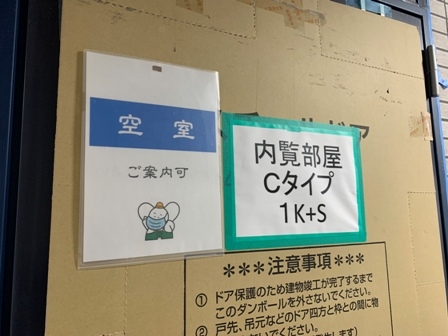 空室
ご案内可
内覧部屋
Cタイプ
1K+S
***注意事項***
① ドア保護のため建物竣工が完了するまで
このダンボールを外さないでください。
② 戸先、吊元などのドア四方と枠との間に物